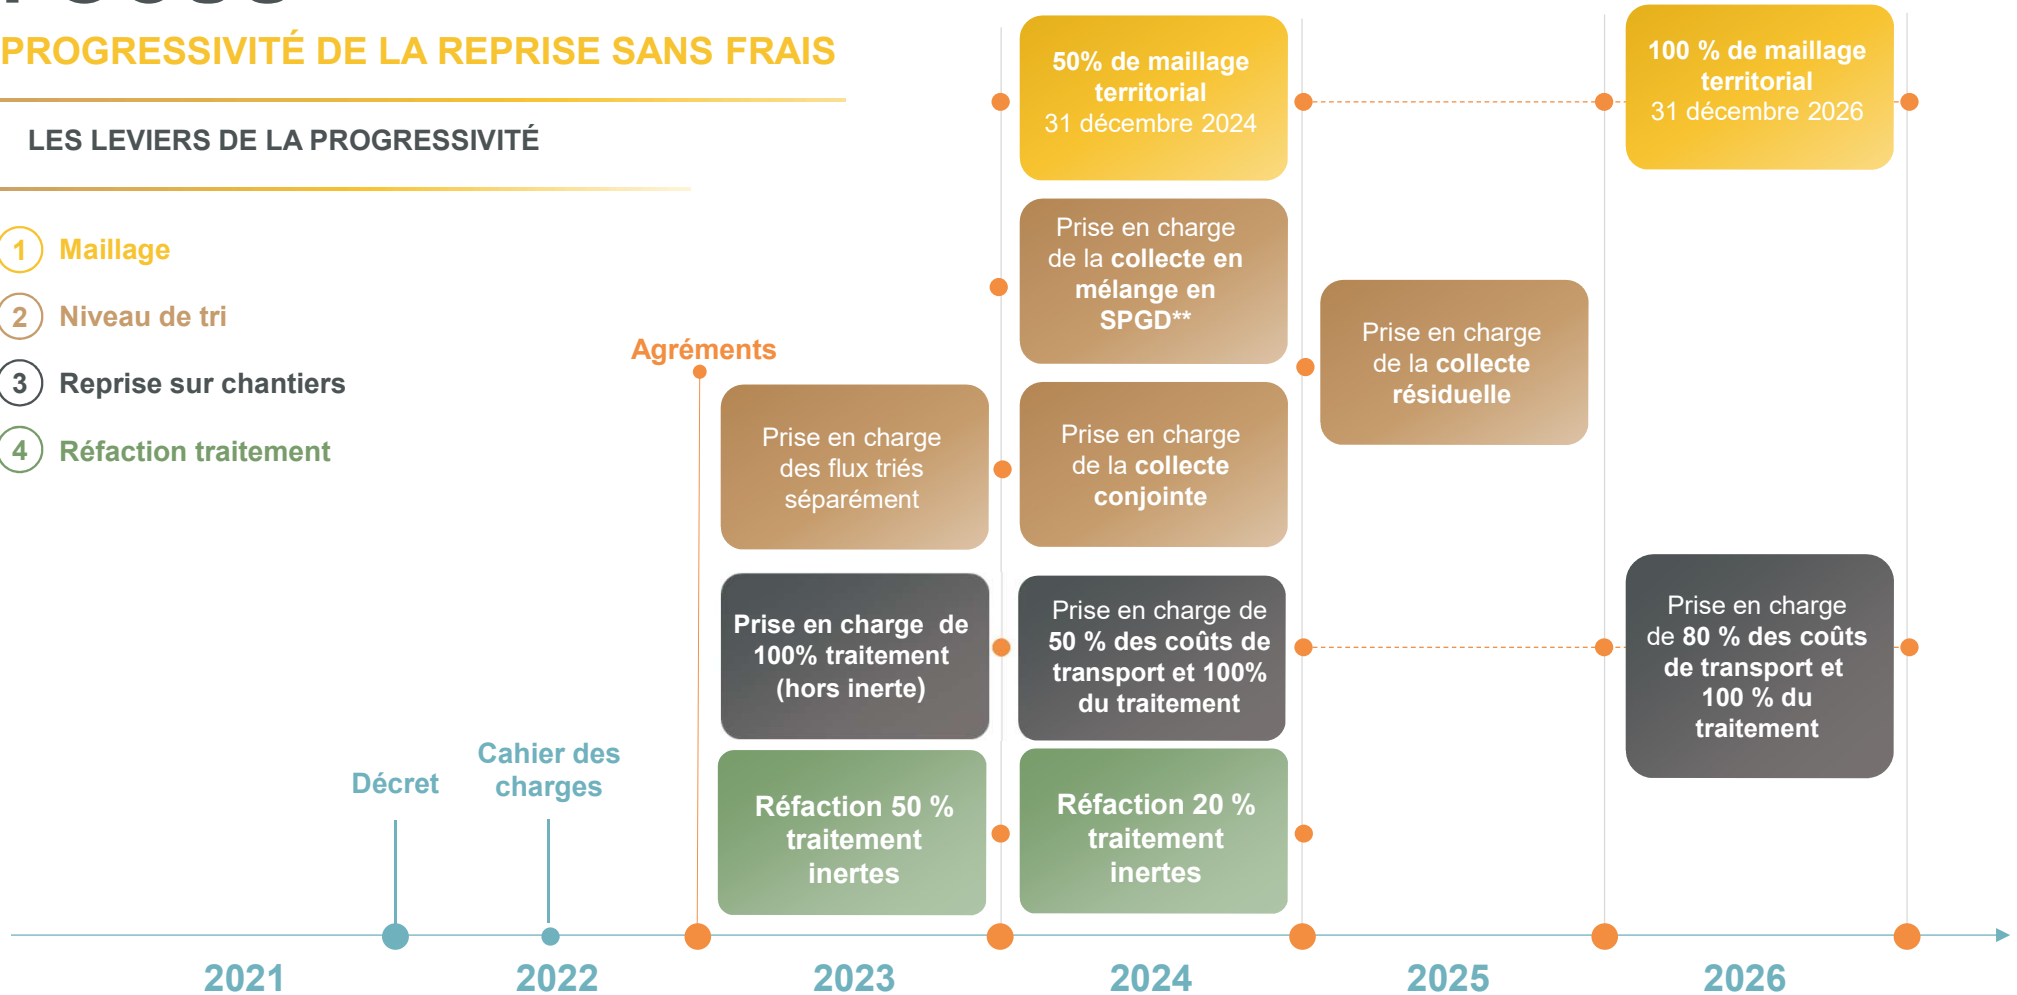 PROGRESSIVITÉ DE LA REPRISE SANS FRAIS
LES LEVIERS DE LA PROGRESSIVITÉ
1 Maillage
2 Niveau de tri
3 Reprise sur chantiers
4 Réfaction traitement
Agréments
Décret
Cahier des
charges
Prise en charge
des flux triés
séparément
Prise en charge de
100% traitement
(hors inerte)
Réfaction 50 %
traitement
inertes
50% de maillage
territorial
31 décembre 2024
Prise en charge
de la collecte en
mélange en
SPGD**
Prise en charge
de la collecte
conjointe
Prise en charge de
50 % des coûts de
transport et 100%
du traitement
Réfaction 20 %
traitement
inertes
Prise en charge
de la collecte
résiduelle
100 % de maillage
territorial
31 décembre 2026
Prise en charge
de 80 % des coûts
de transport et
100 % du
traitement
2021
2022
2023
2024
2025
2026